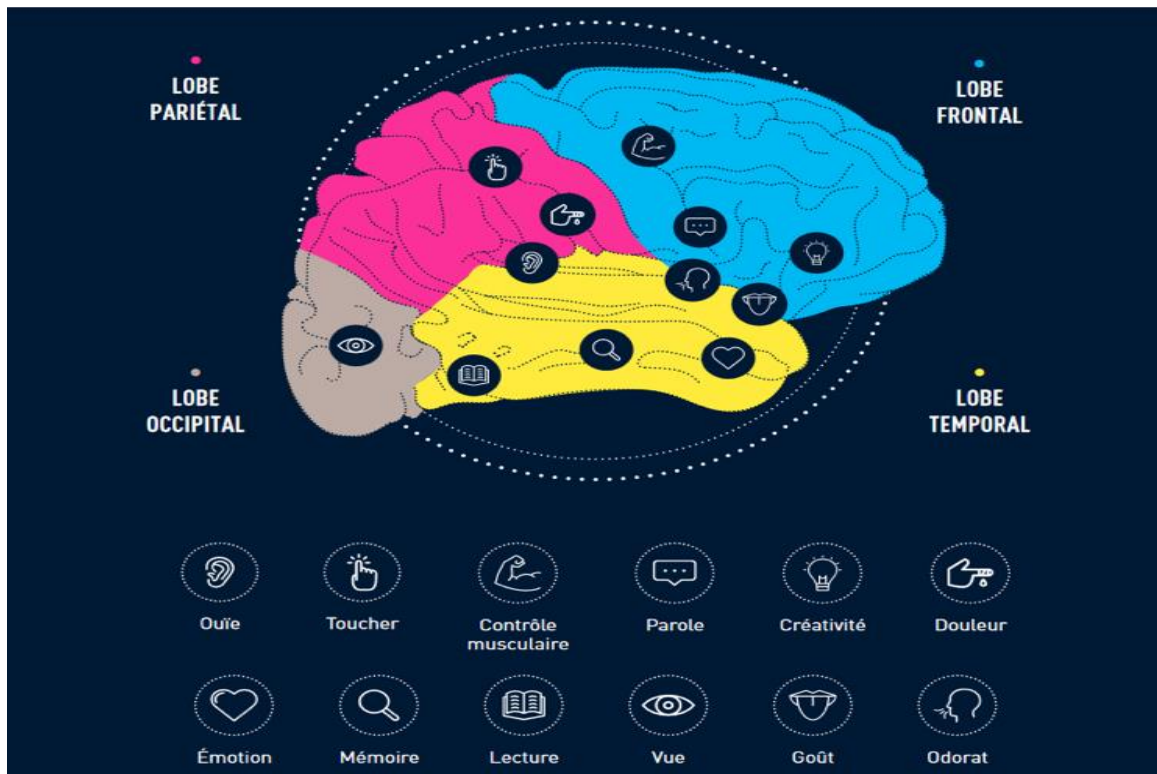 LOBE
PARIÉTAL
LOBE
FRONTAL
LOBE
OCCIPITAL
LOBE
TEMPORAL
Ouïe
Toucher
Contrôle
musculaire
Parole
Créativité
Douleur
Émotion
Mémoire
Lecture
Vue
Goût
Odorat